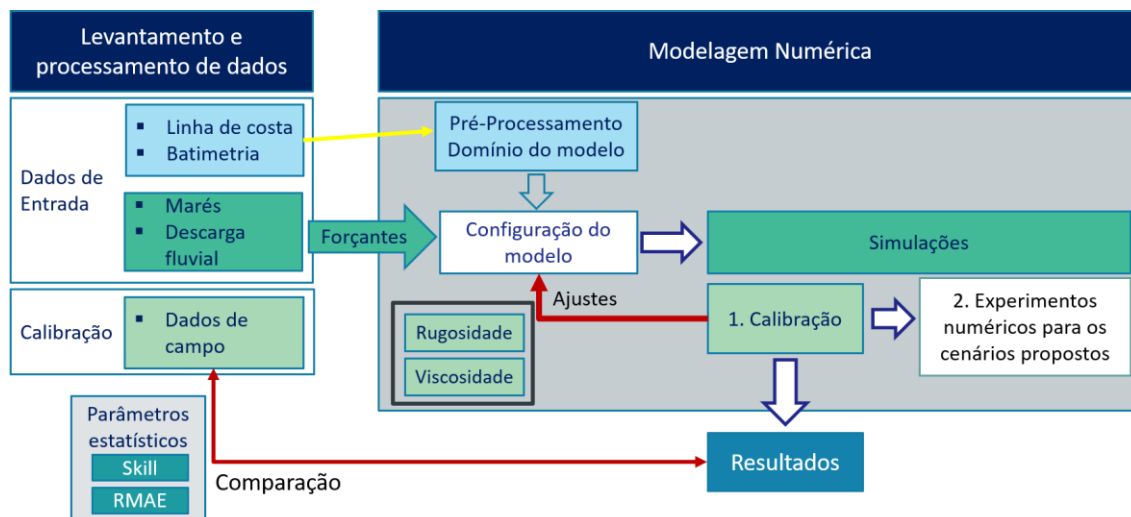 Levantamento e
processamento de dados
Dados de
Entrada
▪ Linha de costa
▪ Batimetria
▪ Marés
▪ Descarga
fluvial
Calibração
▪ Dados de
campo
Parâmetros
estatísticos
Skill
RMAE
Comparação
Forçantes
Modelagem Numérica
Pré-Processamento
Domínio do modelo
Configuração do
modelo
Simulações
Ajustes
Rugosidade
Viscosidade
1. Calibração
2. Experimentos
numéricos para os
cenários propostos
Resultados